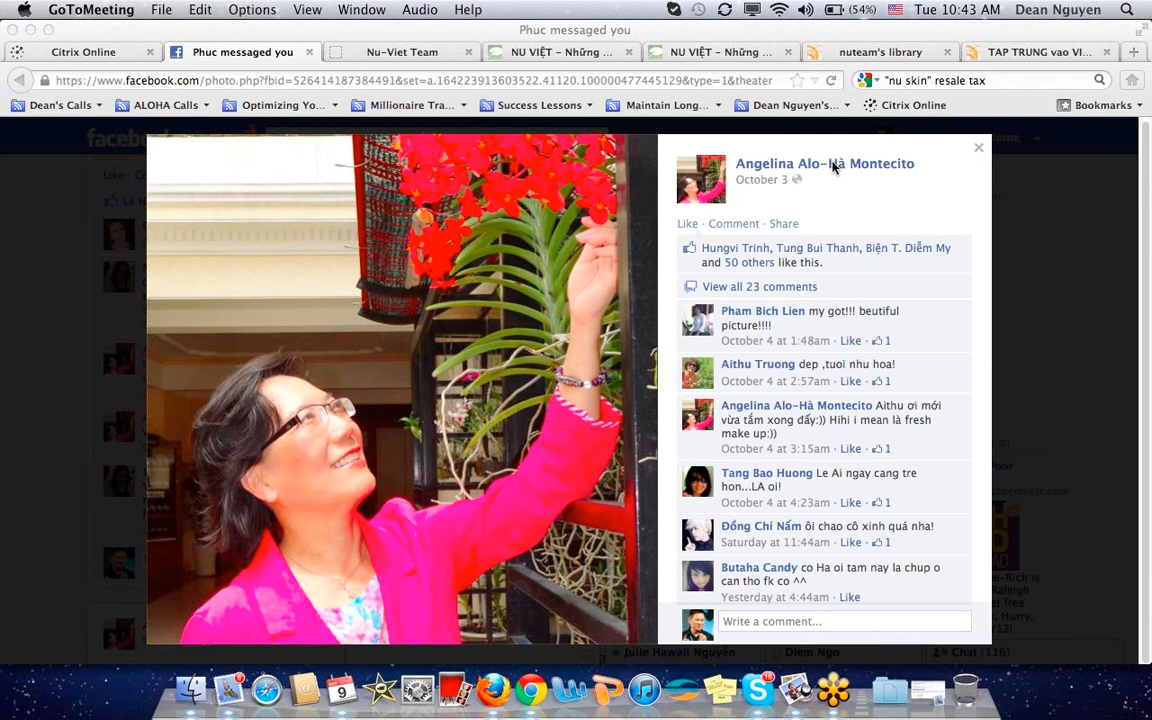 GoToMeeting File Edit Options View Window Audio Help (54%) Tue 10:43 AM Dean Nguyen
Phuc messaged you
Citrix Online Phuc messaged you Nu-Viet Team NU VIỆT – Những ... NU VIỆT – Những ... nuteam's library TAP TRUNG vao VI...
https://www.facebook.com/photo.php?fbid=526414187384491&set=a.164223913603522.41120.100000477445129&type=1&theater "nu skin" resale tax
Dean's Calls ALOHA Calls Optimizing Yo... Millionaire Tra... Success Lessons Maintain Long... Dean Nguyen's... Citrix Online Bookmarks
facebook
Angelina Alo-Hà Montecito
October 3
Like · Comment · Share
Hungvi Trinh, Tung Bui Thanh, Biện T. Diễm My
and 50 others like this.
View all 23 comments
Pham Bich Lien my got!!! beutiful
picture!!!!
October 4 at 1:48am · Like · 1
Aithu Truong dep ,tuoi nhu hoa!
October 4 at 2:57am · Like · 1
Angelina Alo-Hà Montecito Aithu ơi mới
vừa tắm xong đấy:)) Hihi i mean là fresh
make up:))
October 4 at 3:15am · Like · 1
Tang Bao Huong Le Ai ngay cang tre
hon...LA oi!
October 4 at 4:23am · Like · 1
Đồng Chí Nấm ôi chao cô xinh quá nha!
Saturday at 11:44am · Like · 1
Butaha Candy co Ha oi tam nay la chup o
can tho fk co ^^
Yesterday at 4:44am · Like
Write a comment...
Julie Hawaii Nguyen Diem Ngo Chat (116)
9